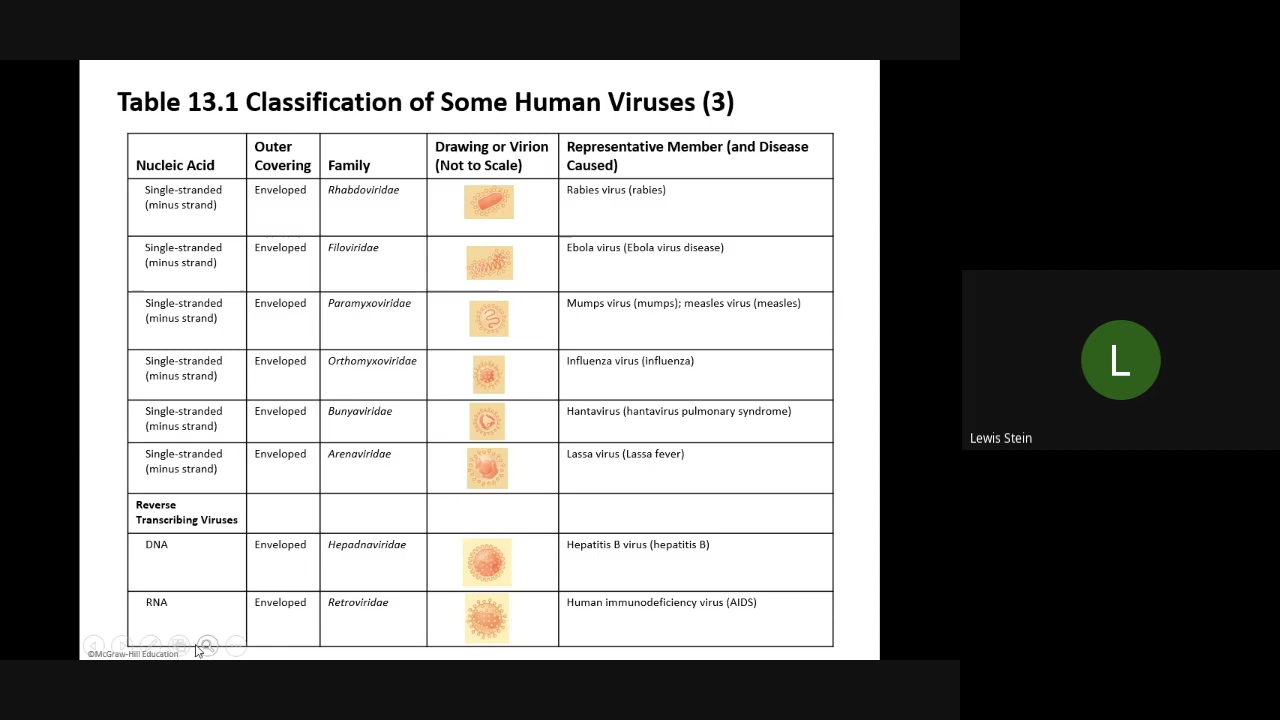 Table 13.1 Classification of Some Human Viruses (3)
Nucleic Acid
Outer
Covering
Family
Drawing or Virion
(Not to Scale)
Representative Member (and Disease
Caused)
Single-stranded
(minus strand)
Enveloped
Rhabdoviridae
Rabies virus (rabies)
Single-stranded
(minus strand)
Enveloped
Filoviridae
Ebola virus (Ebola virus disease)
Single-stranded
(minus strand)
Enveloped
Paramyxoviridae
Mumps virus (mumps); measles virus (measles)
Single-stranded
(minus strand)
Enveloped
Orthomyxoviridae
Influenza virus (influenza)
Single-stranded
(minus strand)
Enveloped
Bunyaviridae
Hantavirus (hantavirus pulmonary syndrome)
Single-stranded
(minus strand)
Enveloped
Arenaviridae
Lassa virus (Lassa fever)
Reverse
Transcribing Viruses
DNA
Enveloped
Hepadnaviridae
Hepatitis B virus (hepatitis B)
RNA
Enveloped
Retroviridae
Human immunodeficiency virus (AIDS)
©McGraw-Hill Education
L
Lewis Stein